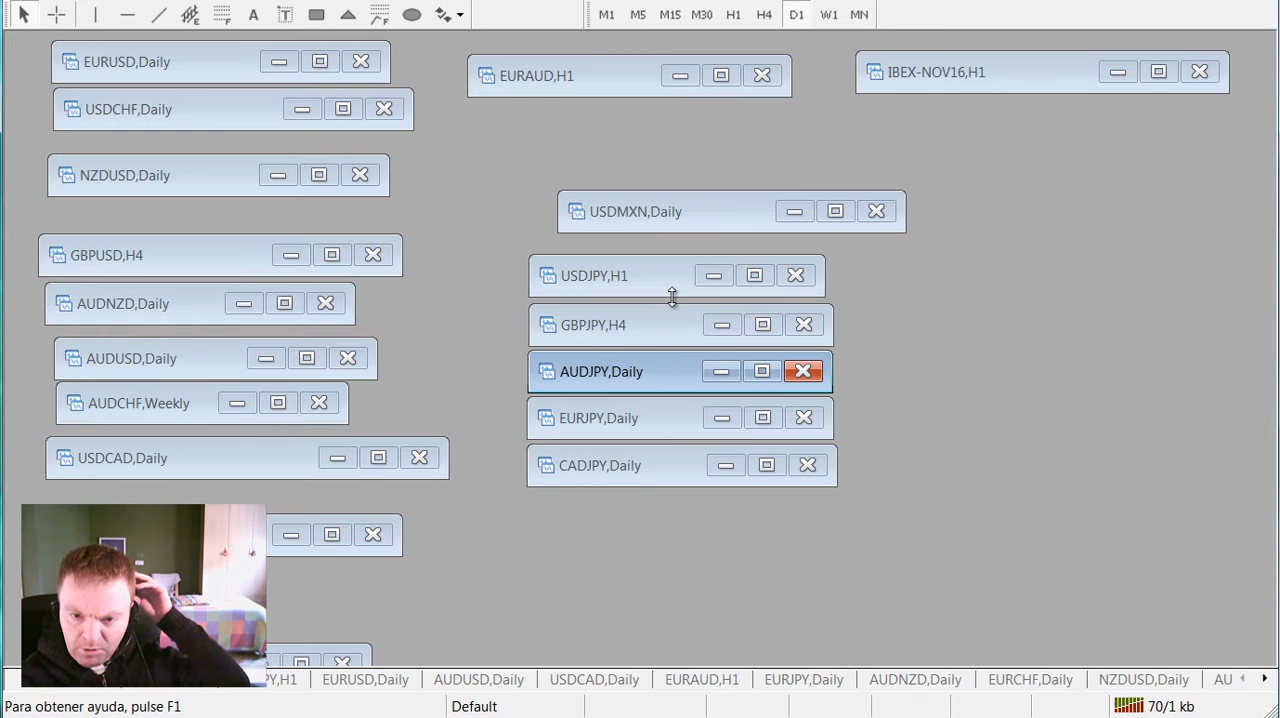 A
T
M1
M5
M15
M30
H1
H4
D1
W1
MN
EURUSD,Daily
USDCHF,Daily
NZDUSD,Daily
GBPUSD,H4
AUDNZD,Daily
AUDUSD,Daily
AUDCHF,Weekly
USDCAD,Daily
EURAUD,H1
USDMXN,Daily
USDJPY,H1
GBPJPY,H4
AUDJPY,Daily
EURJPY,Daily
CADJPY,Daily
IBEX-NOV16,H1
PY,H1
EURUSD,Daily
AUDUSD,Daily
USDCAD,Daily
EURAUD,H1
EURJPY,Daily
AUDNZD,Daily
EURCHF,Daily
NZDUSD,Daily
AU
Para obtener ayuda, pulse F1
Default
70/1 kb